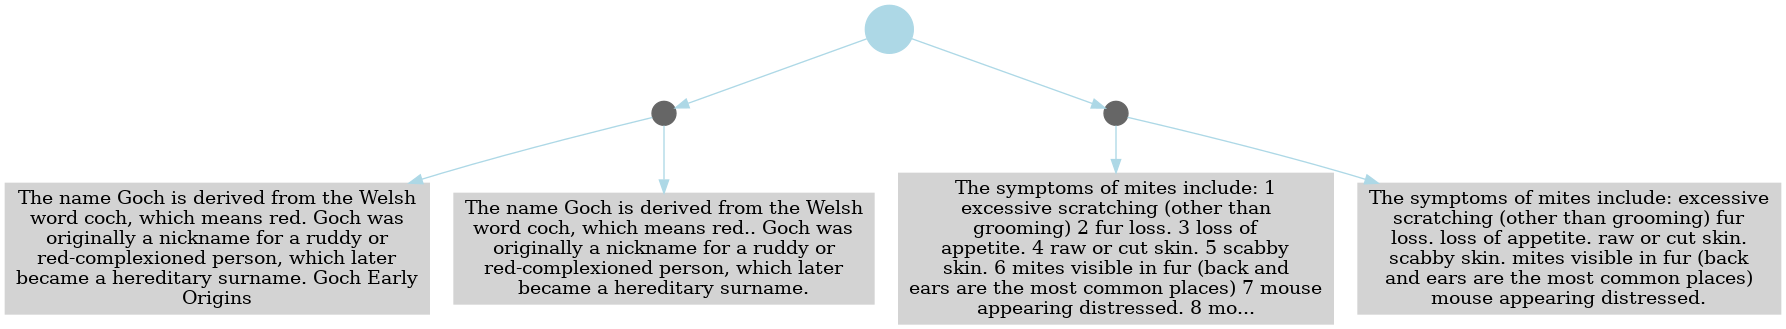 The name Goch is derived from the Welsh
word coch, which means red. Goch was
originally a nickname for a ruddy or
red-complexioned person, which later
became a hereditary surname. Goch Early
Origins
The name Goch is derived from the Welsh
word coch, which means red.. Goch was
originally a nickname for a ruddy or
red-complexioned person, which later
became a hereditary surname.
The symptoms of mites include: 1
excessive scratching (other than
grooming) 2 fur loss. 3 loss of
appetite. 4 raw or cut skin. 5 scabby
skin. 6 mites visible in fur (back and
ears are the most common places) 7 mouse
appearing distressed. 8 mo...
The symptoms of mites include: excessive
scratching (other than grooming) fur
loss. loss of appetite. raw or cut skin.
scabby skin. mites visible in fur (back
and ears are the most common places)
mouse appearing distressed.